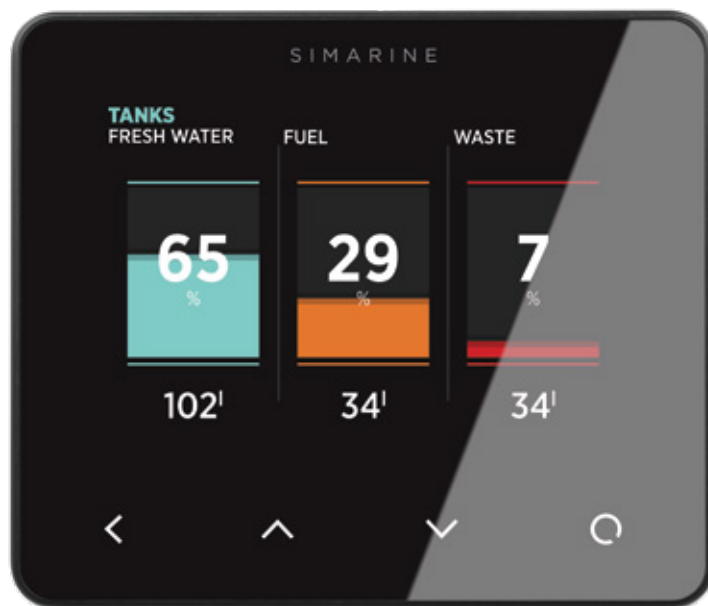 SIMARINE
TANKS
FRESH WATER FUEL WASTE
65 29 7
% % %
102l 34l 34l